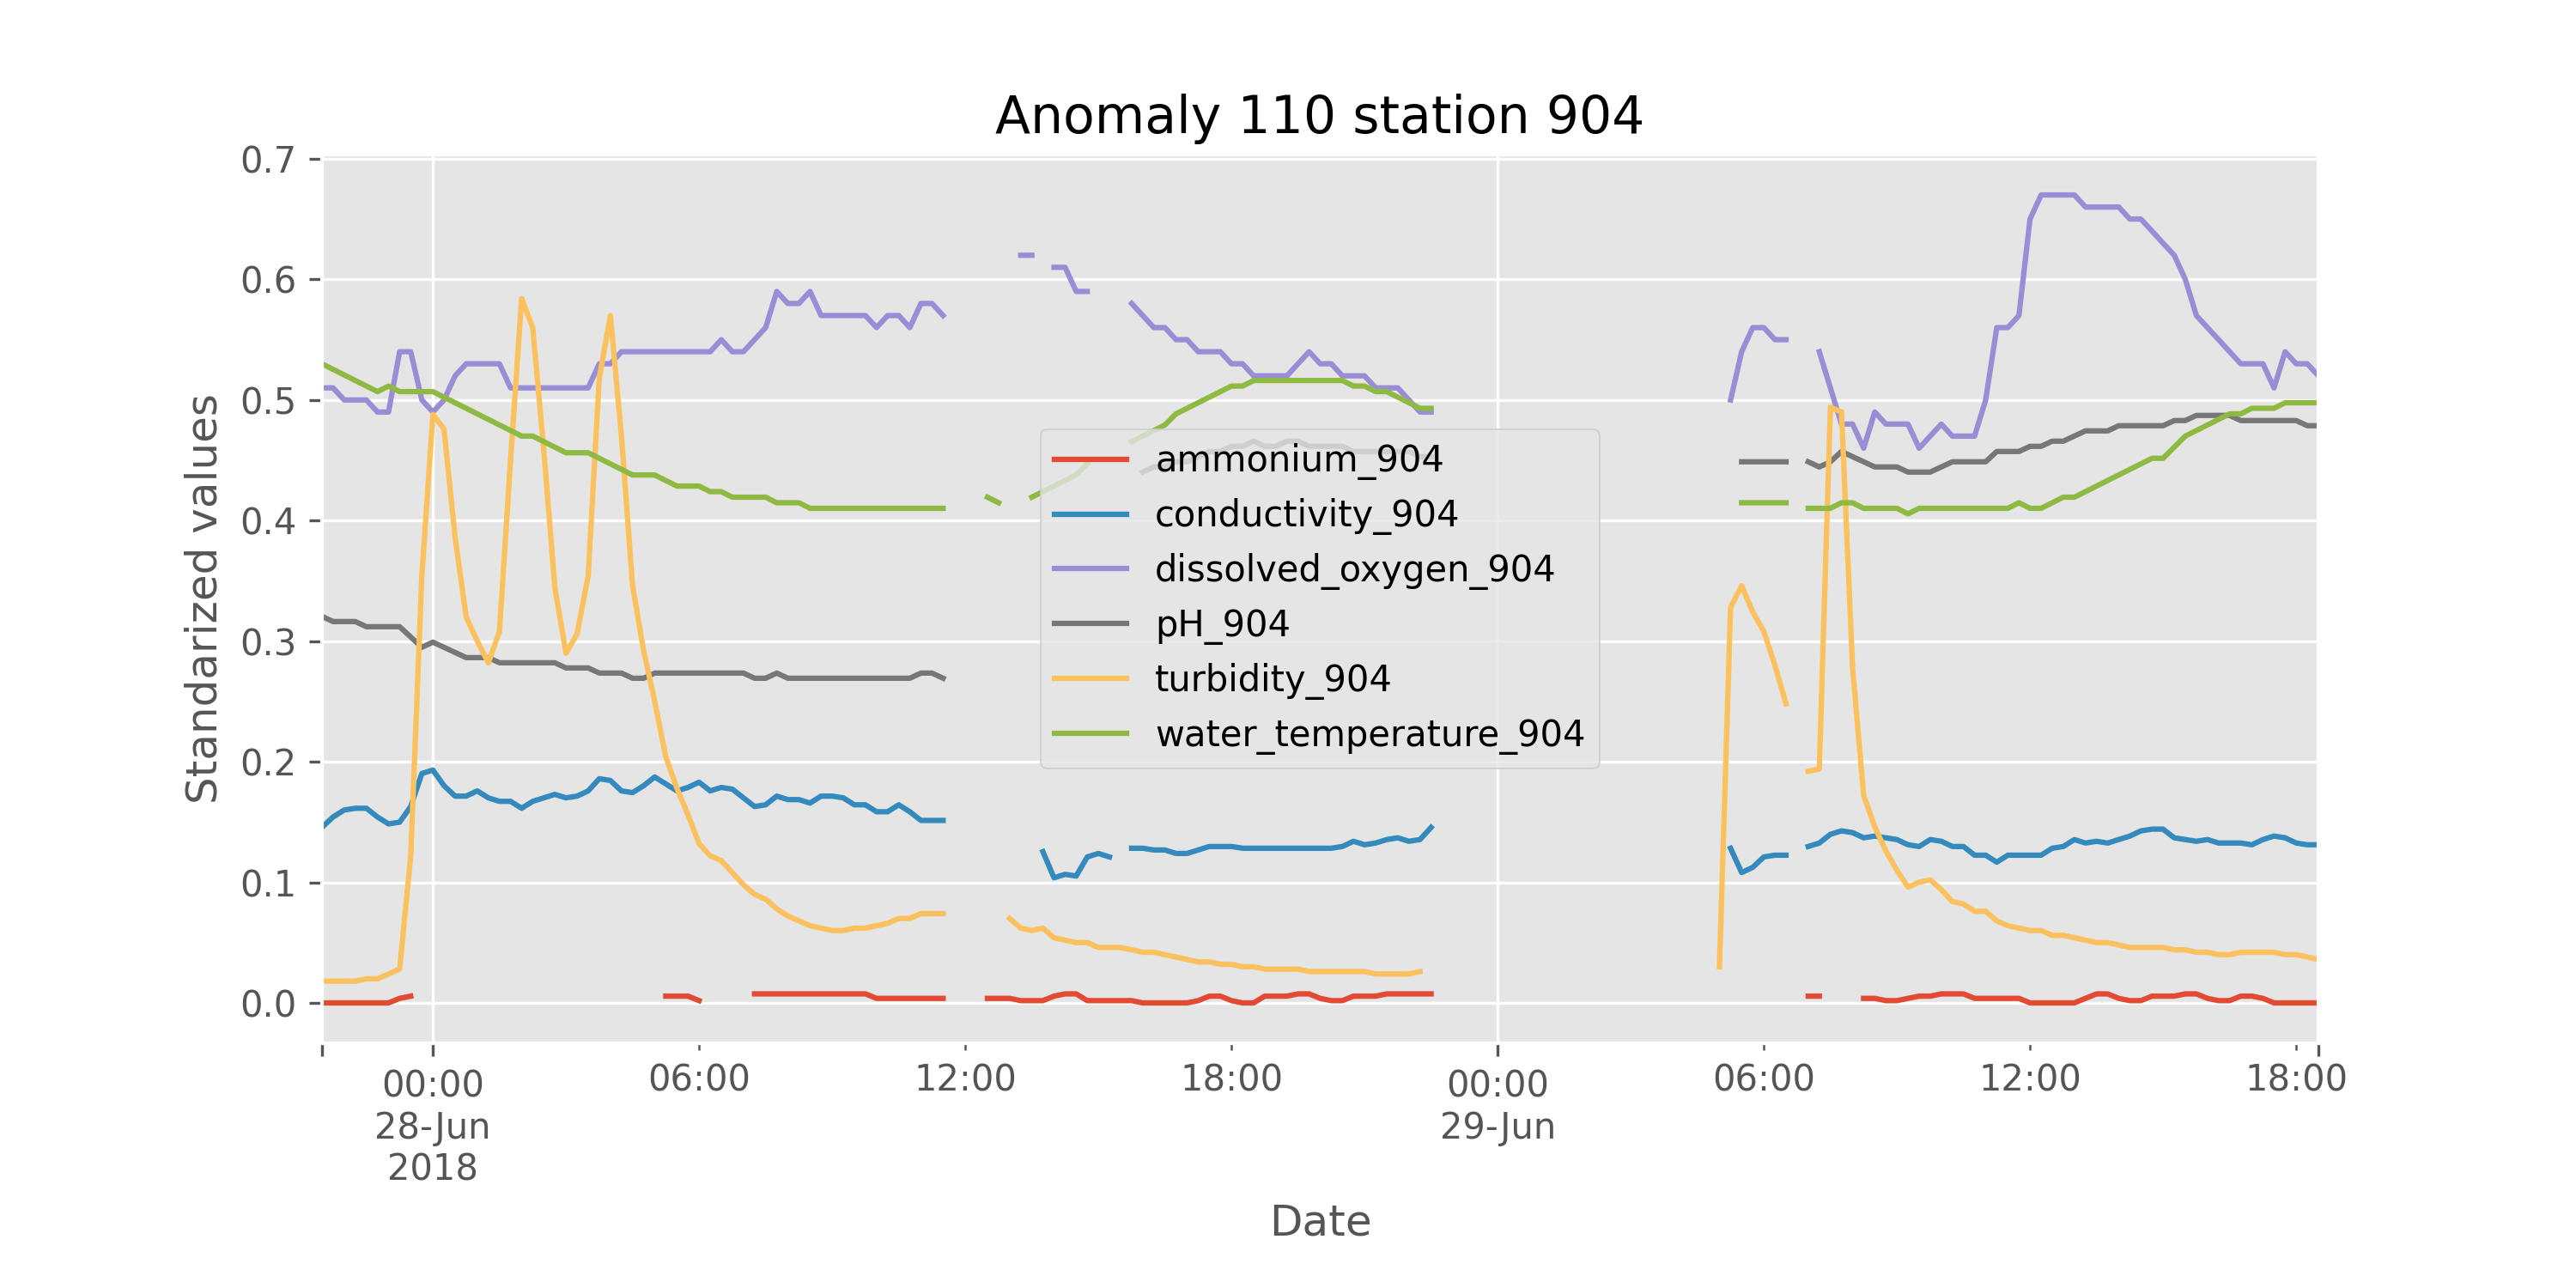 Anomaly 110 station 904
Standarized values
0.7
0.6
0.5
0.4
0.3
0.2
0.1
0.0
ammonium_904
conductivity_904
dissolved_oxygen_904
pH_904
turbidity_904
water_temperature_904
00:00
28-Jun
2018
06:00
12:00
18:00
00:00
29-Jun
06:00
12:00
18:00
Date